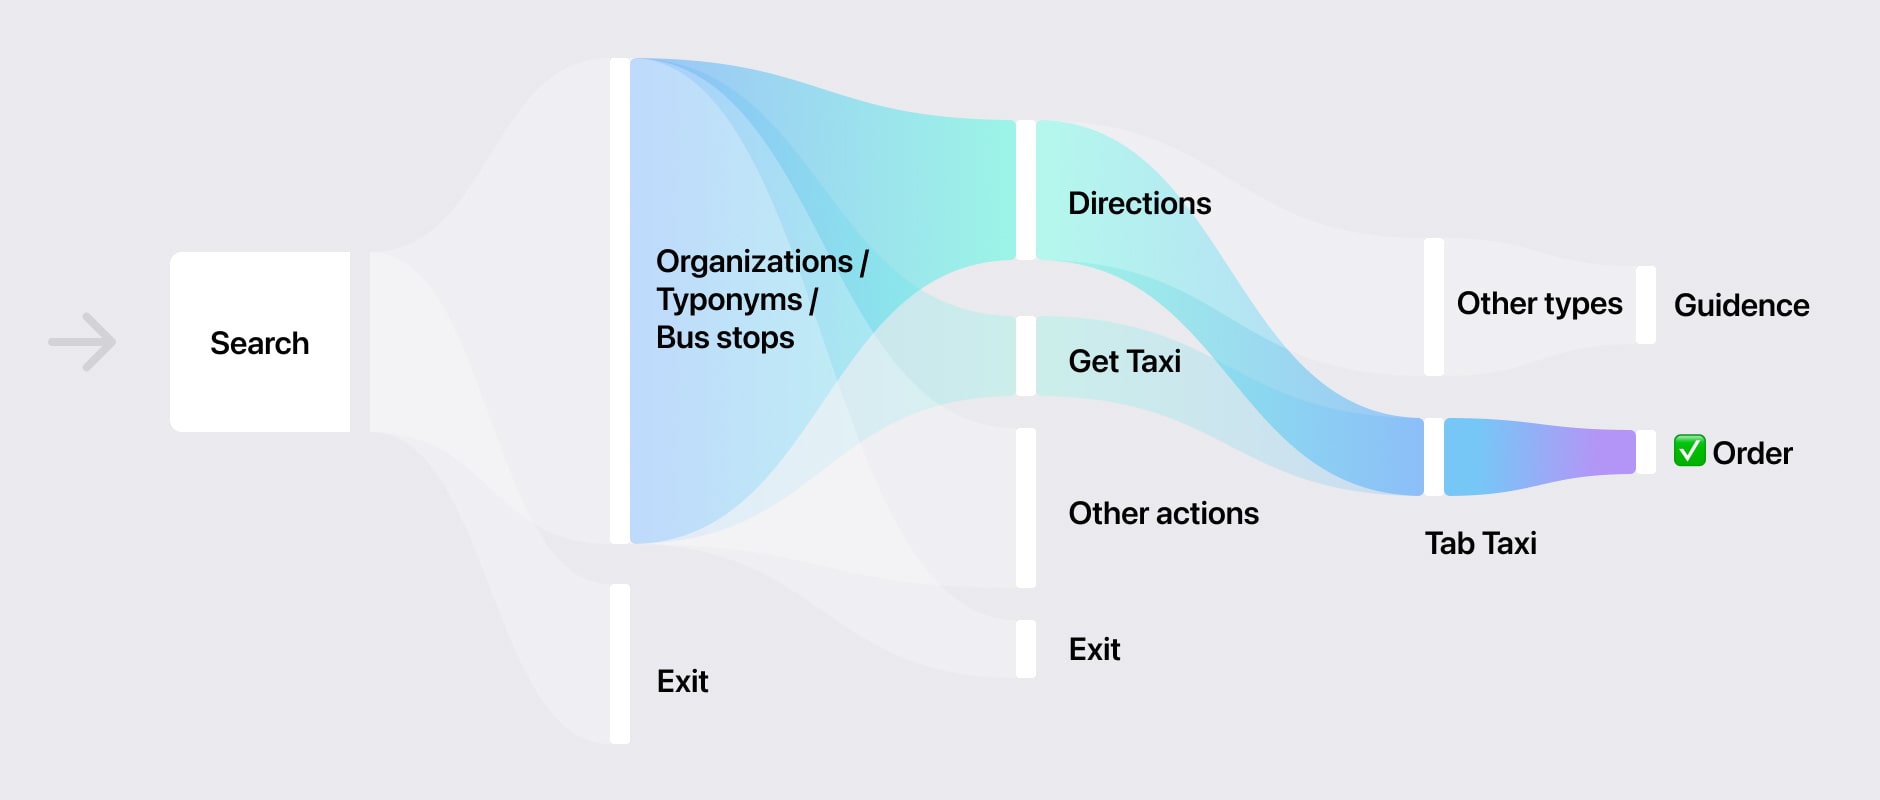 Search
Organizations /
Typonyms /
Bus stops
Exit
Directions
Get Taxi
Other actions
Exit
Other types
Tab Taxi
Guidence
✅ Order